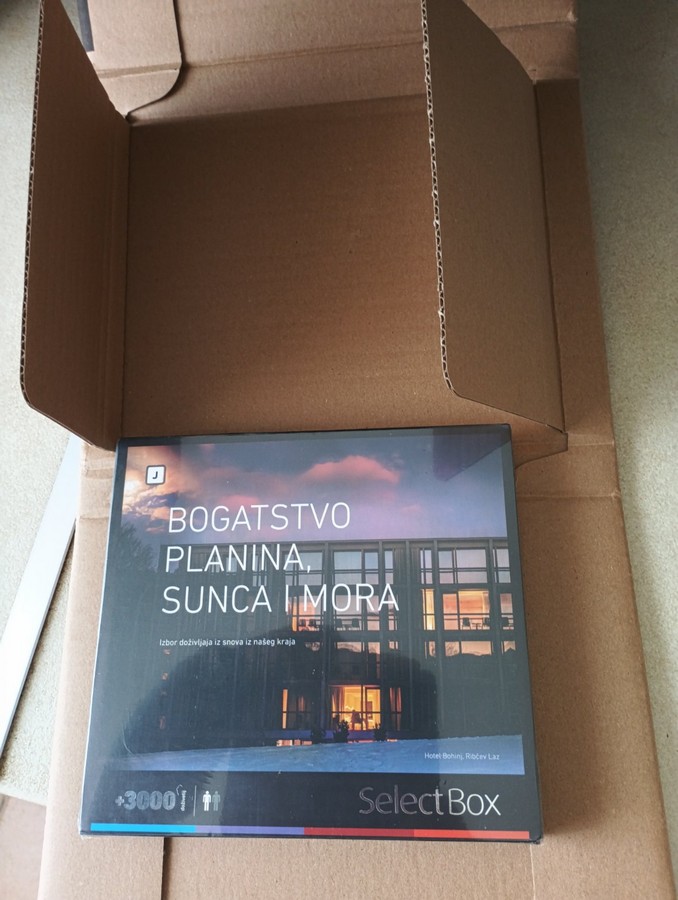 J
BOGATSTVO
PLANINA,
SUNCA I MORA
Izbor doživljaja iz snova iz našeg kraja
Hotel Bohinj, Ribčev Laz
+3000
SelectBox